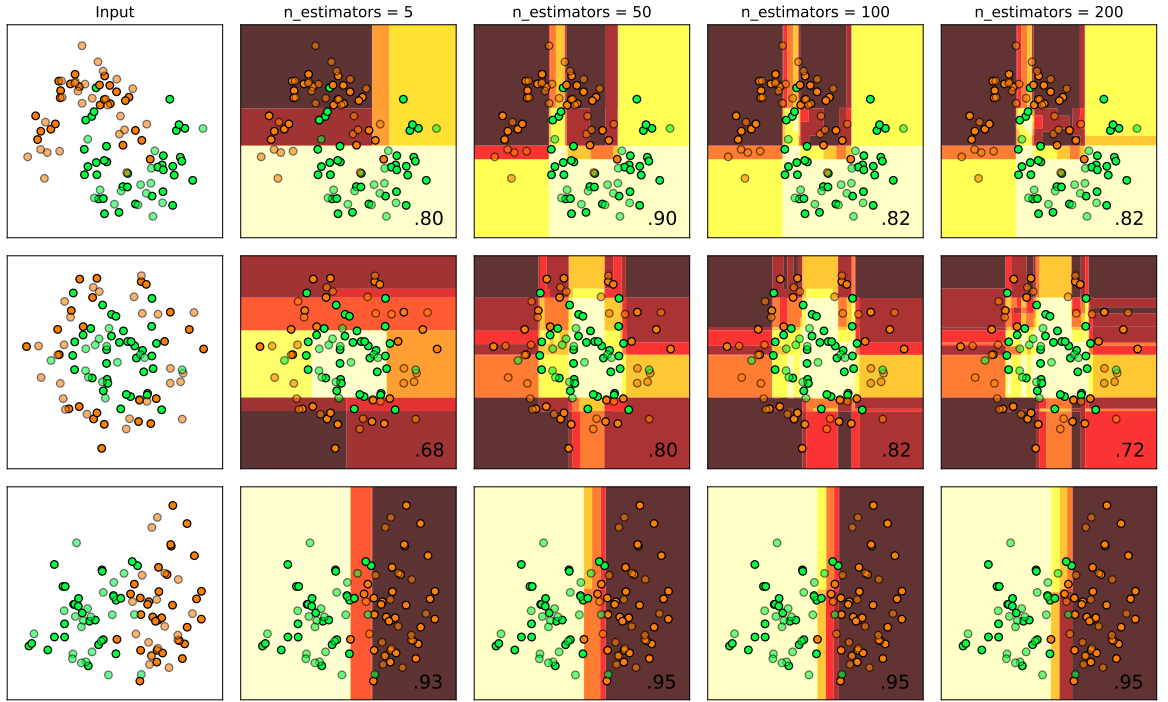 Input
n_estimators = 5
n_estimators = 50
n_estimators = 100
n_estimators = 200
.80
.90
.82
.82
.68
.80
.82
.72
.93
.95
.95
.95